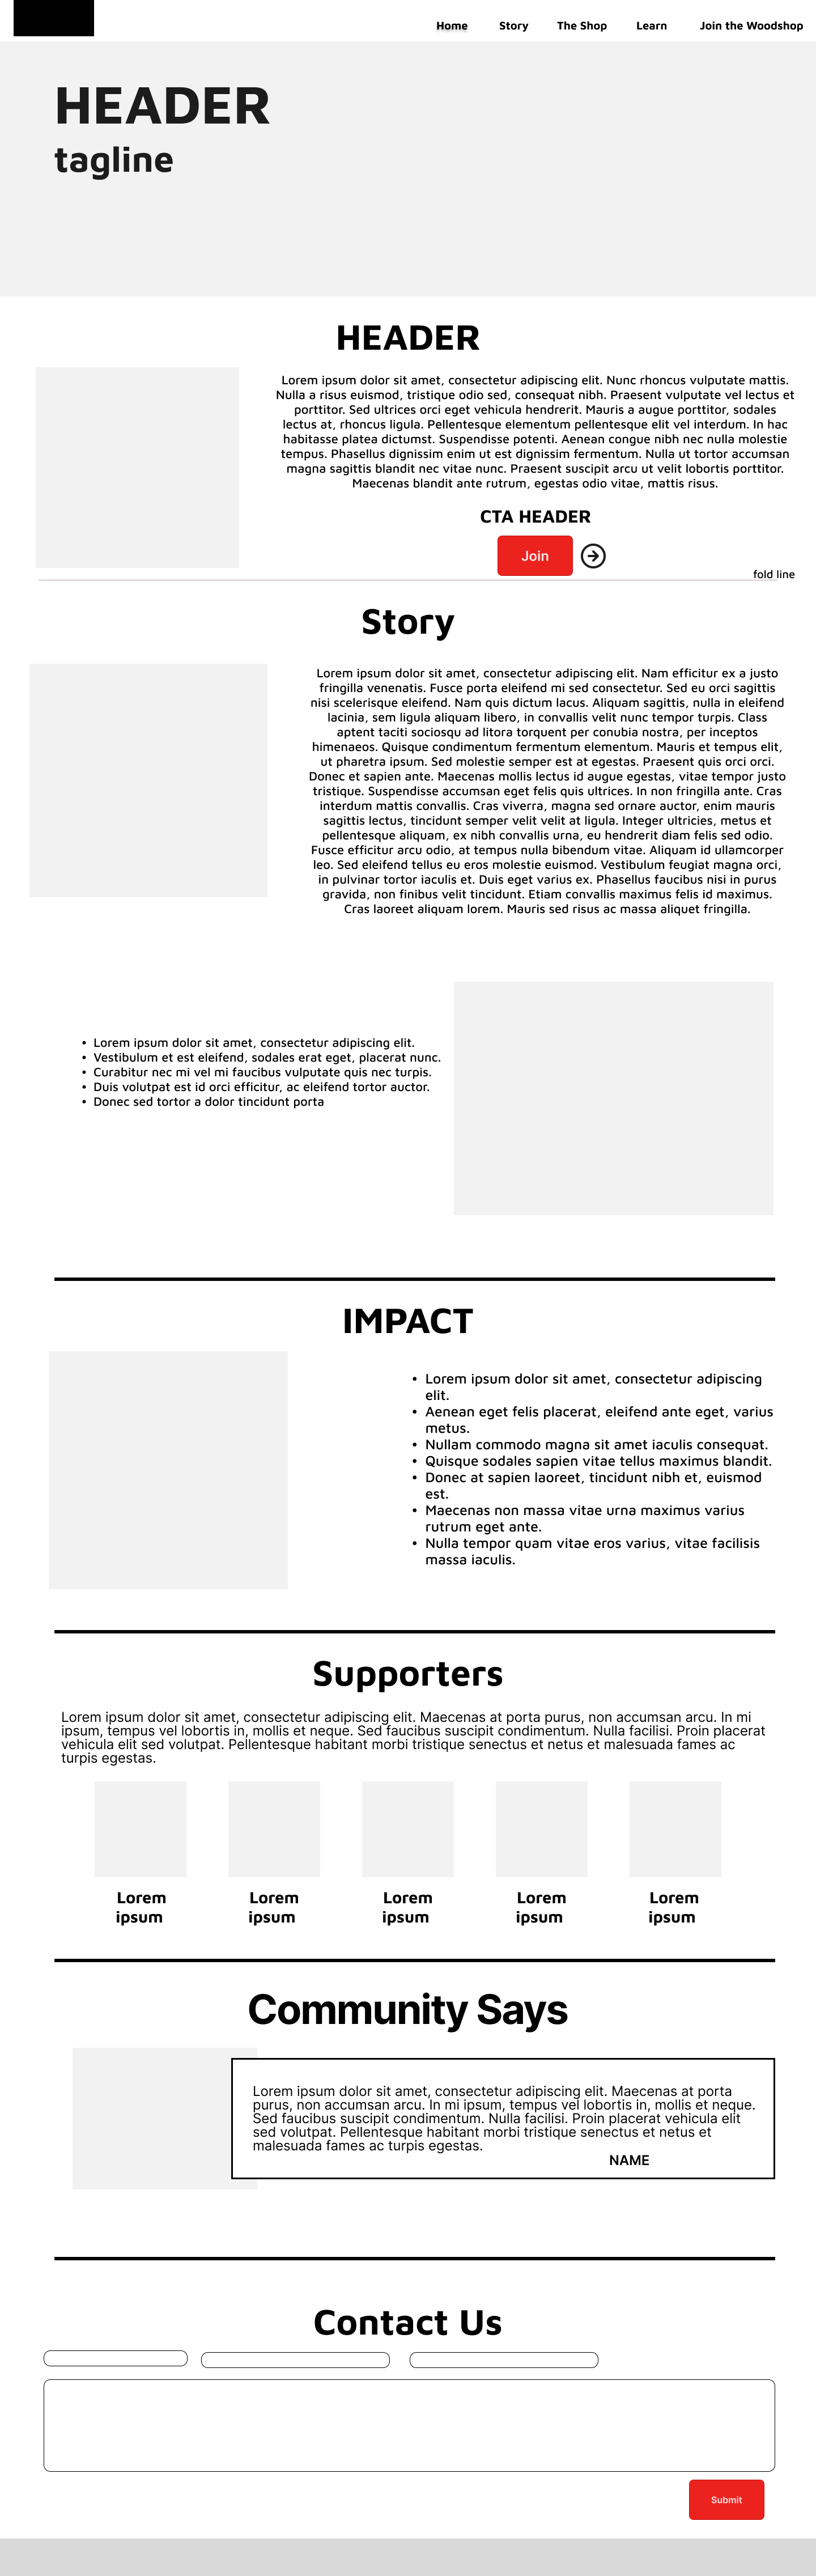 Home Story The Shop Learn Join the Woodshop
HEADER
tagline
HEADER
Lorem ipsum dolor sit amet, consectetur adipiscing elit. Nunc rhoncus vulputate mattis.
Nulla a risus euismod, tristique odio sed, consequat nibh. Praesent vulputate vel lectus et
porttitor. Sed ultrices orci eget vehicula hendrerit. Mauris a augue porttitor, sodales
lectus at, rhoncus ligula. Pellentesque elementum pellentesque elit vel interdum. In hac
habitasse platea dictumst. Suspendisse potenti. Aenean congue nibh nec nulla molestie
tempus. Phasellus dignissim enim ut est dignissim fermentum. Nulla ut tortor accumsan
magna sagittis blandit nec vitae nunc. Praesent suscipit arcu ut velit lobortis porttitor.
Maecenas blandit ante rutrum, egestas odio vitae, mattis risus.
CTA HEADER
Join
fold line
Story
Lorem ipsum dolor sit amet, consectetur adipiscing elit. Nam efficitur ex a justo
fringilla venenatis. Fusce porta eleifend mi sed consectetur. Sed eu orci sagittis
nisi scelerisque eleifend. Nam quis dictum lacus. Aliquam sagittis, nulla in eleifend
lacinia, sem ligula aliquam libero, in convallis velit nunc tempor turpis. Class
aptent taciti sociosqu ad litora torquent per conubia nostra, per inceptos
himenaeos. Quisque condimentum fermentum elementum. Mauris et tempus elit,
ut pharetra ipsum. Sed molestie semper est at egestas. Praesent quis orci orci.
Donec et sapien ante. Maecenas mollis lectus id augue egestas, vitae tempor justo
tristique. Suspendisse accumsan eget felis quis ultrices. In non fringilla ante. Cras
interdum mattis convallis. Cras viverra, magna sed ornare auctor, enim mauris
sagittis lectus, tincidunt semper velit velit at ligula. Integer ultricies, metus et
pellentesque aliquam, ex nibh convallis urna, eu hendrerit diam felis sed odio.
Fusce efficitur arcu odio, at tempus nulla bibendum vitae. Aliquam id ullamcorper
leo. Sed eleifend tellus eu eros molestie euismod. Vestibulum feugiat magna orci,
in pulvinar tortor iaculis et. Duis eget varius ex. Phasellus faucibus nisi in purus
gravida, non finibus velit tincidunt. Etiam convallis maximus felis id maximus.
Cras laoreet aliquam lorem. Mauris sed risus ac massa aliquet fringilla.
• Lorem ipsum dolor sit amet, consectetur adipiscing elit.
• Vestibulum et est eleifend, sodales erat eget, placerat nunc.
• Curabitur nec mi vel mi faucibus vulputate quis nec turpis.
• Duis volutpat est id orci efficitur, ac eleifend tortor auctor.
• Donec sed tortor a dolor tincidunt porta
IMPACT
• Lorem ipsum dolor sit amet, consectetur adipiscing
elit.
• Aenean eget felis placerat, eleifend ante eget, varius
metus.
• Nullam commodo magna sit amet iaculis consequat.
• Quisque sodales sapien vitae tellus maximus blandit.
• Donec at sapien laoreet, tincidunt nibh et, euismod
est.
• Maecenas non massa vitae urna maximus varius
rutrum eget ante.
• Nulla tempor quam vitae eros varius, vitae facilisis
massa iaculis.
Supporters
Lorem ipsum dolor sit amet, consectetur adipiscing elit. Maecenas at porta purus, non accumsan arcu. In mi
ipsum, tempus vel lobortis in, mollis et neque. Sed faucibus suscipit condimentum. Nulla facilisi. Proin placerat
vehicula elit sed volutpat. Pellentesque habitant morbi tristique senectus et netus et malesuada fames ac
turpis egestas.
Lorem Lorem Lorem Lorem Lorem
ipsum ipsum ipsum ipsum ipsum
Community Says
Lorem ipsum dolor sit amet, consectetur adipiscing elit. Maecenas at porta
purus, non accumsan arcu. In mi ipsum, tempus vel lobortis in, mollis et neque.
Sed faucibus suscipit condimentum. Nulla facilisi. Proin placerat vehicula elit
sed volutpat. Pellentesque habitant morbi tristique senectus et netus et
malesuada fames ac turpis egestas.
NAME
Contact Us
Submit